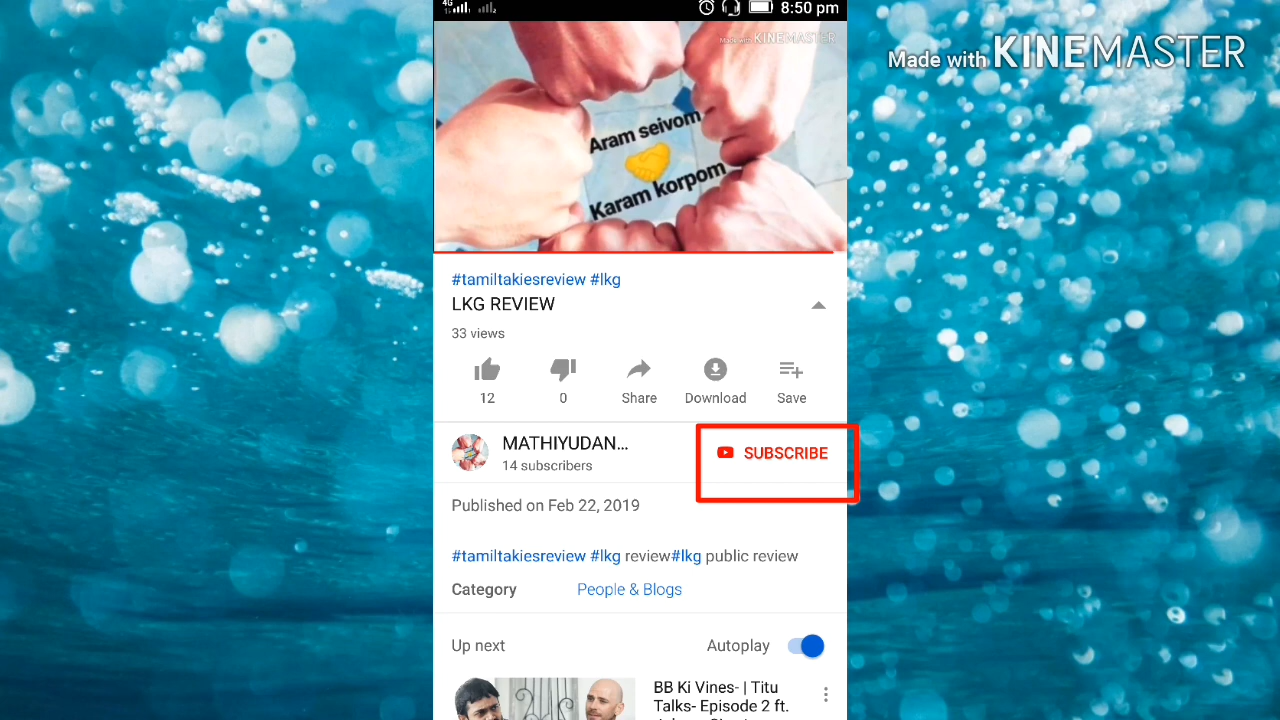 4G
8:50 pm
Made with KINEMASTER
Made with KINEMASTER
Aram seivom
Karam korpom
#tamiltakiesreview #lkg
LKG REVIEW
33 views
12
0
Share
Download
Save
MATHIYUDAN...
14 subscribers
SUBSCRIBE
Published on Feb 22, 2019
#tamiltakiesreview #lkg review#lkg public review
Category
People & Blogs
Up next
Autoplay
BB Ki Vines- | Titu
Talks- Episode 2 ft.